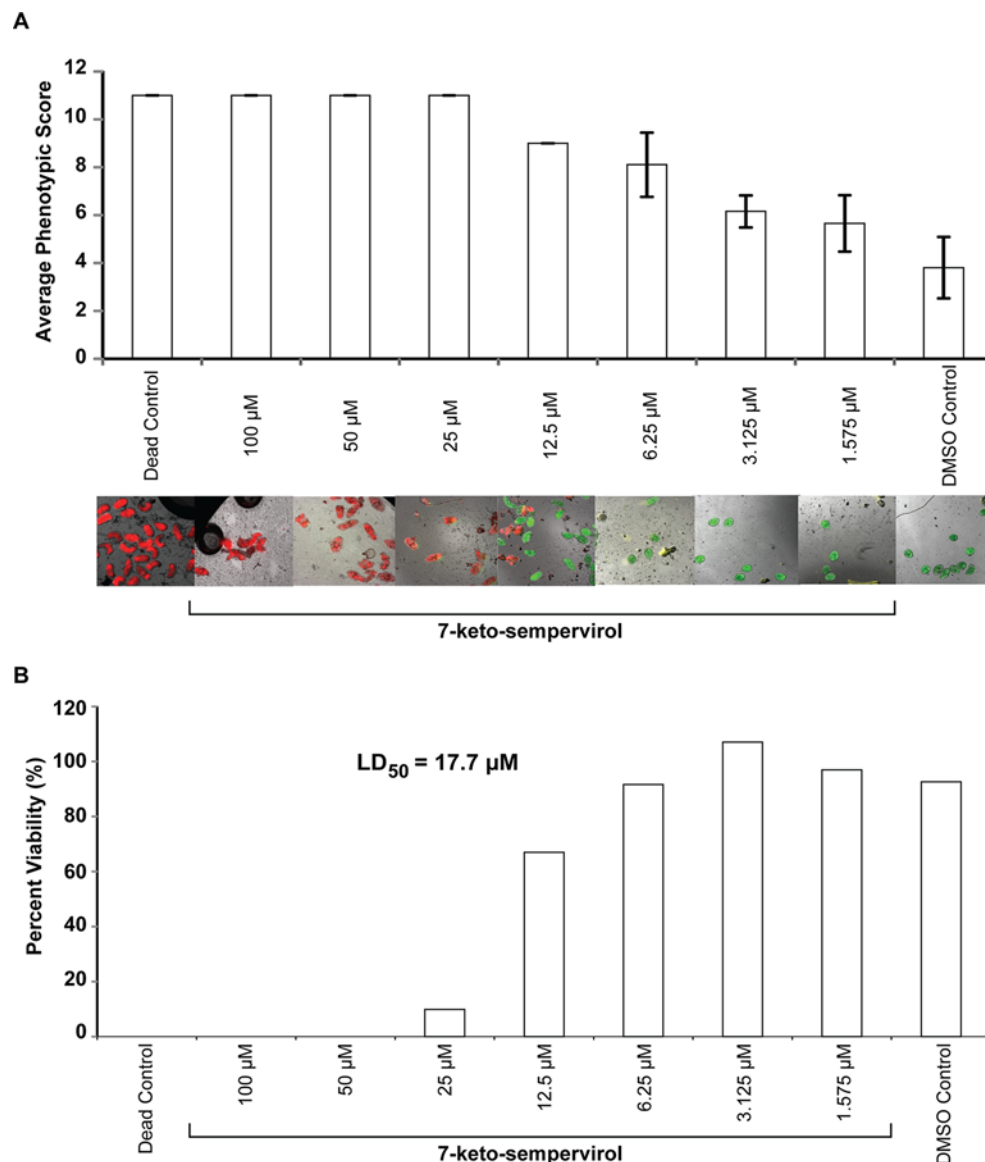 A
12
10
8
6
4
2
0
Average Phenotypic Score
Dead Control
100 µM
50 µM
25 µM
12.5 µM
6.25 µM
3.125 µM
1.575 µM
DMSO Control
7-keto-sempervirol
B
120
100
80
60
40
20
0
Percent Viability (%)
LD50 = 17.7 µM
Dead Control
100 µM
50 µM
25 µM
12.5 µM
6.25 µM
3.125 µM
1.575 µM
DMSO Control
7-keto-sempervirol